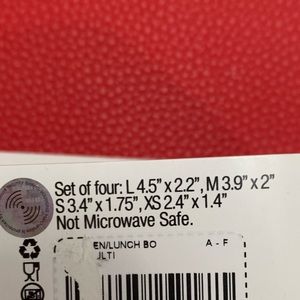 Set of four: L 4.5" x 2.2", M 3.9" x 2"
S 3.4" x 1.75", XS 2.4" x 1.4"
Not Microwave Safe.
EN/LUNCH BO A - F
ULTI